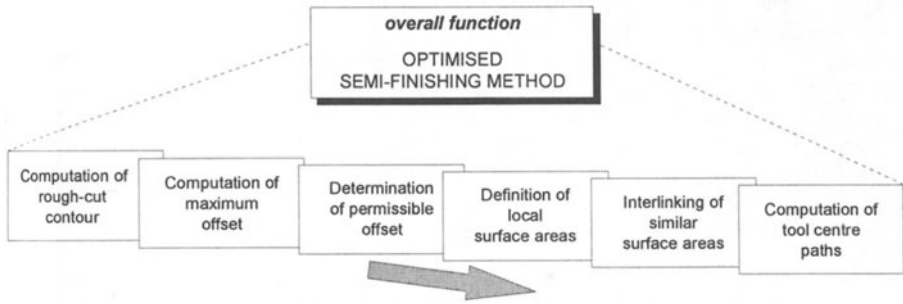 overall function
OPTIMISED
SEMI-FINISHING METHOD
Computation of
rough-cut
contour
Computation of
maximum
offset
Determination
of permissible
offset
Definition of
local
surface areas
Interlinking of
similar
surface areas
Computation of
tool centre
paths